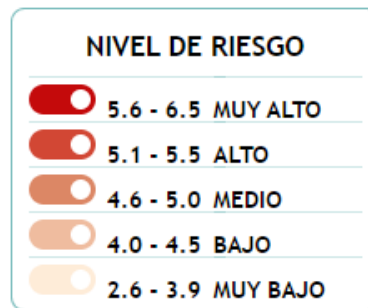 NIVEL DE RIESGO
5.6 - 6.5 MUY ALTO
5.1 - 5.5 ALTO
4.6 - 5.0 MEDIO
4.0 - 4.5 BAJO
2.6 - 3.9 MUY BAJO